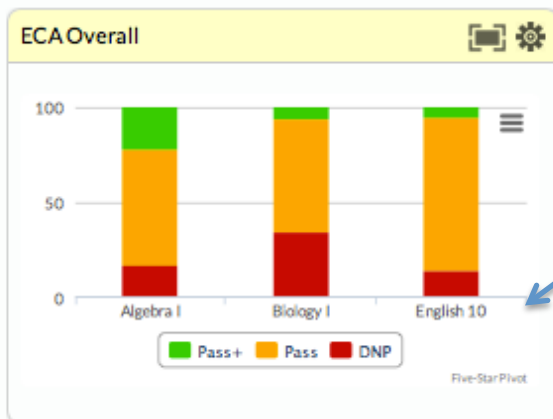 ECA Overall
100
50
0
Algebra I
Biology I
English 10
Pass+ Pass DNP
Five-Star Pivot